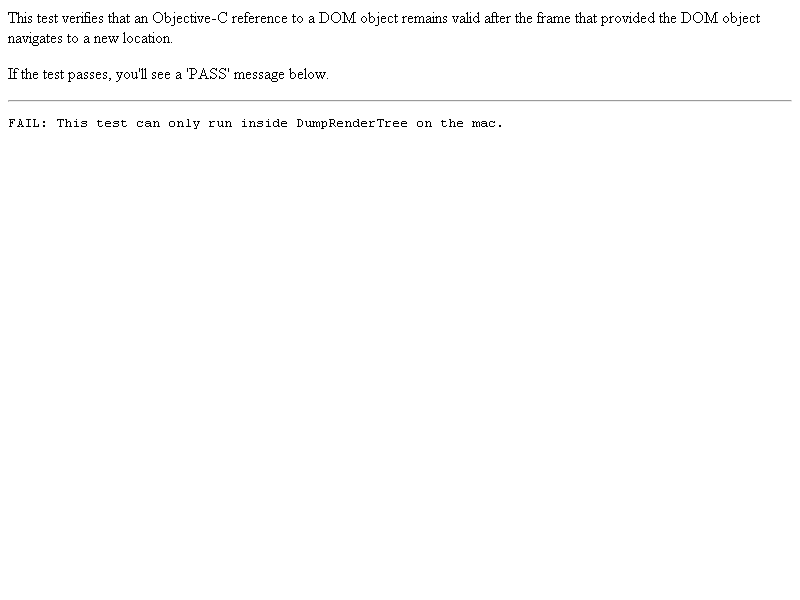 This test verifies that an Objective-C reference to a DOM object remains valid after the frame that provided the DOM object
navigates to a new location.
If the test passes, you'll see a 'PASS' message below.
FAIL: This test can only run inside DumpRenderTree on the mac.